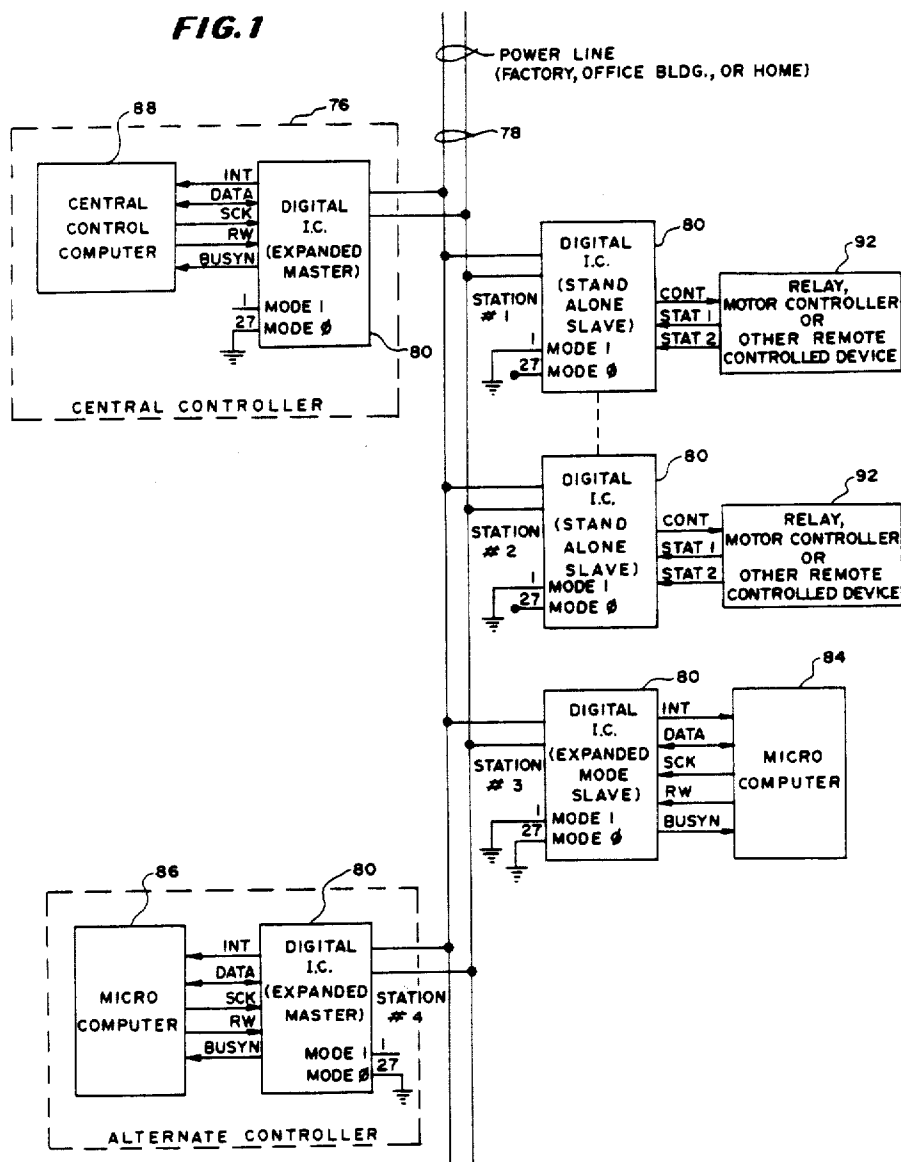 FIG.1
POWER LINE
(FACTORY, OFFICE BLDG., OR HOME)
78
76
88
CENTRAL
CONTROL
COMPUTER
INT
DATA
SCK
RW
BUSYN
DIGITAL
I.C.
(EXPANDED
MASTER)
1
MODE 1
27
MODE Ø
80
CENTRAL CONTROLLER
80
DIGITAL
I.C.
(STAND
ALONE
SLAVE)
STATION
# 1
1
MODE 1
27
MODE Ø
CONT
STAT 1
STAT 2
92
RELAY,
MOTOR CONTROLLER
OR
OTHER REMOTE
CONTROLLED DEVICE
80
DIGITAL
I.C.
(STAND
ALONE
SLAVE)
STATION
# 2
1
MODE 1
27
MODE Ø
CONT
STAT 1
STAT 2
92
RELAY,
MOTOR CONTROLLER
OR
OTHER REMOTE
CONTROLLED DEVICE
80
DIGITAL
I.C.
(EXPANDED
MODE
SLAVE)
STATION
# 3
1
MODE 1
27
MODE Ø
INT
DATA
SCK
RW
BUSYN
84
MICRO
COMPUTER
86
MICRO
COMPUTER
INT
DATA
SCK
RW
BUSYN
80
DIGITAL
I.C.
(EXPANDED
MASTER)
STATION
# 4
MODE 1
1
MODE Ø
27
ALTERNATE CONTROLLER